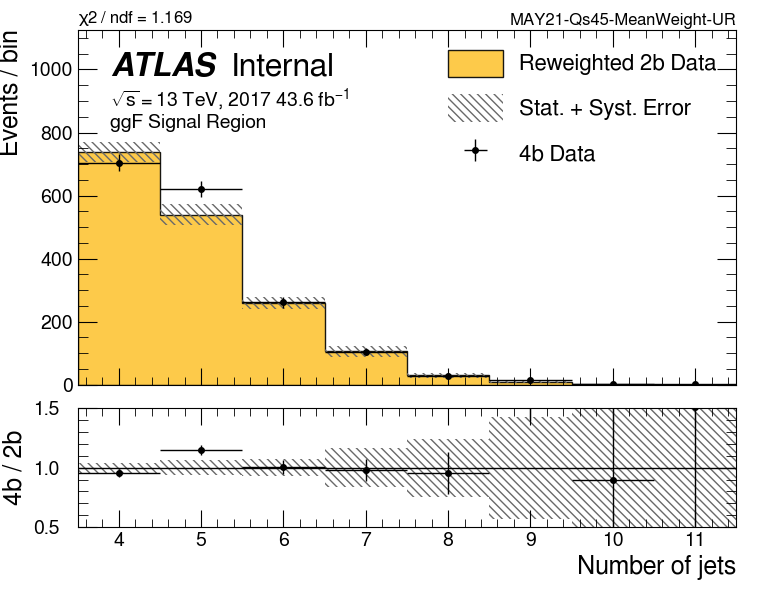 χ2 / ndf = 1.169
MAY21-Qs45-MeanWeight-UR
ATLAS Internal
√s = 13 TeV, 2017 43.6 fb−1
ggF Signal Region
Reweighted 2b Data
Stat. + Syst. Error
4b Data
Events / bin
1000
800
600
400
200
0
4b / 2b
1.5
1.0
0.5
4 5 6 7 8 9 10 11
Number of jets